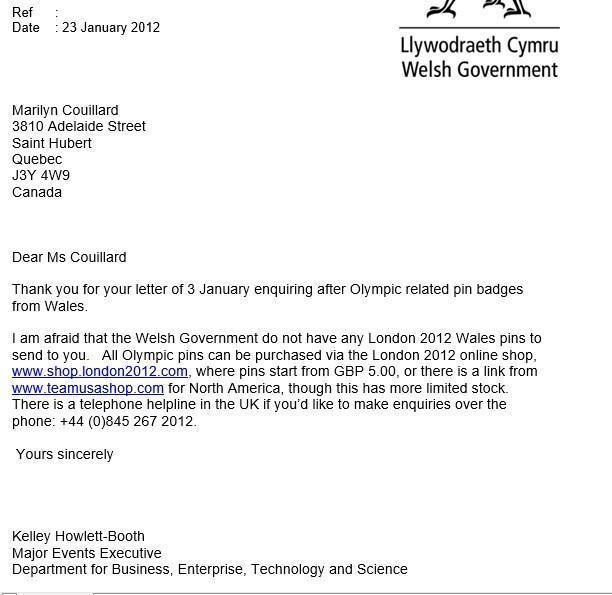 Ref :
Date : 23 January 2012
Llywodraeth Cymru
Welsh Government
Marilyn Couillard
3810 Adelaide Street
Saint Hubert
Quebec
J3Y 4W9
Canada
Dear Ms Couillard
Thank you for your letter of 3 January enquiring after Olympic related pin badges
from Wales.
I am afraid that the Welsh Government do not have any London 2012 Wales pins to
send to you. All Olympic pins can be purchased via the London 2012 online shop,
www.shop.london2012.com, where pins start from GBP 5.00, or there is a link from
www.teamusashop.com for North America, though this has more limited stock.
There is a telephone helpline in the UK if you'd like to make enquiries over the
phone: +44 (0)845 267 2012.
Yours sincerely
Kelley Howlett-Booth
Major Events Executive
Department for Business, Enterprise, Technology and Science